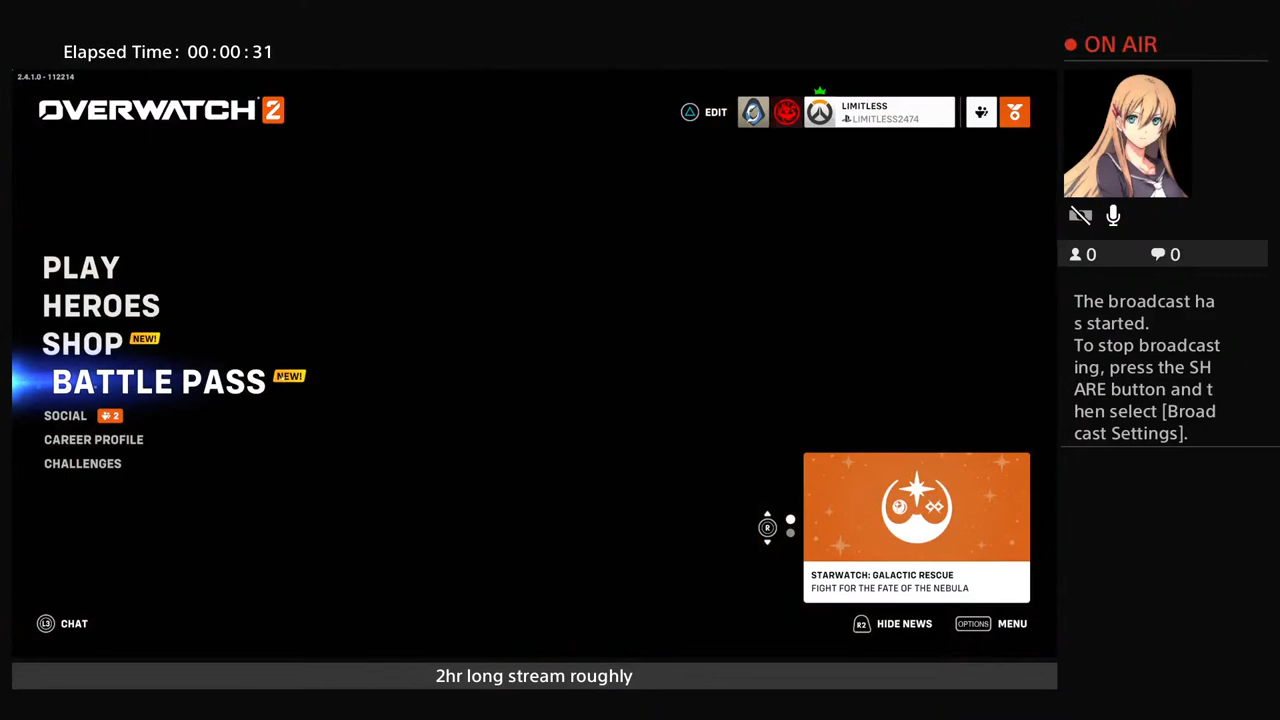 Elapsed Time: 00:00:31
ON AIR
2.4.1.0 - 112214
OVERWATCH 2
EDIT
LIMITLESS
LIMITLESS2474
0
0
PLAY
HEROES
SHOP NEW!
BATTLE PASS NEW!
SOCIAL 2
CAREER PROFILE
CHALLENGES
The broadcast ha
s started.
To stop broadcast
ing, press the SH
ARE button and t
hen select [Broad
cast Settings].
R
STARWATCH: GALACTIC RESCUE
FIGHT FOR THE FATE OF THE NEBULA
L3 CHAT
R2 HIDE NEWS
OPTIONS MENU
2hr long stream roughly